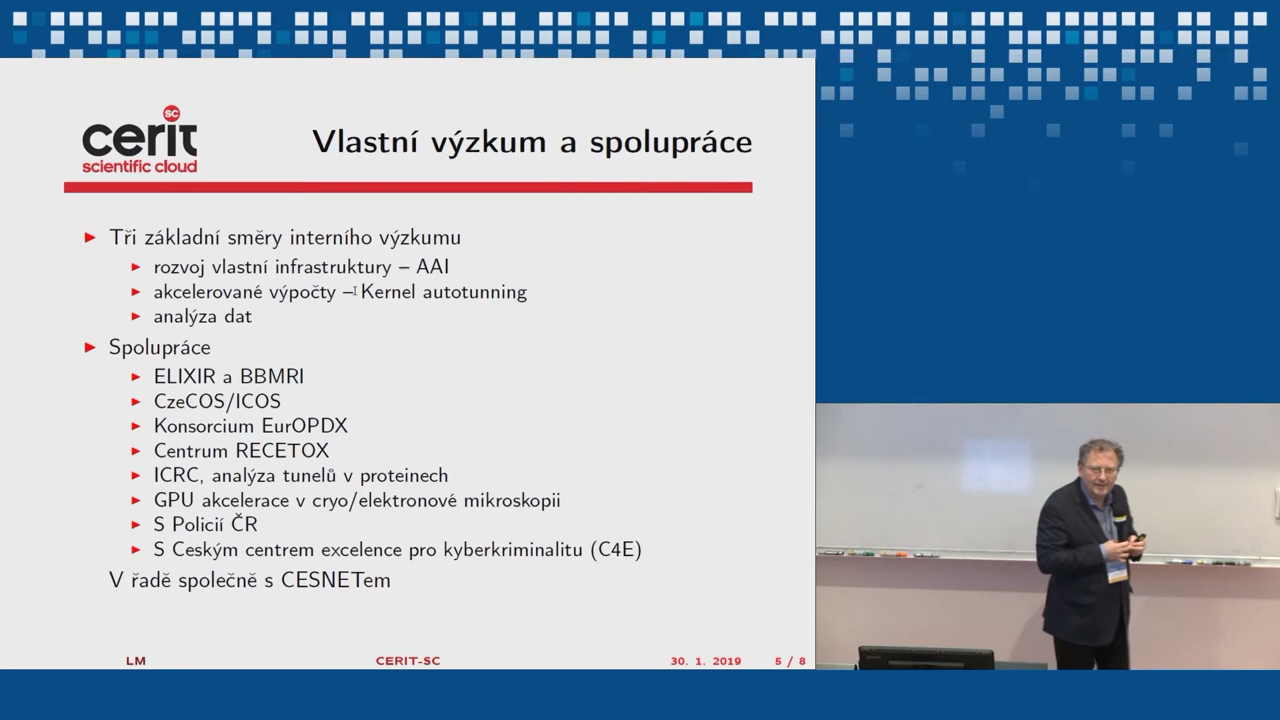 sc
cerit
scientific cloud
Vlastní výzkum a spolupráce
Tři základní směry interního výzkumu
rozvoj vlastní infrastruktury – AAI
akcelerované výpočty – Kernel autotunning
analýza dat
Spolupráce
ELIXIR a BBMRI
CzeCOS/ICOS
Konsorcium EurOPDX
Centrum RECETOX
ICRC, analýza tunelů v proteinech
GPU akcelerace v cryo/elektronové mikroskopii
S Policií ČR
S Ceským centrem excelence pro kyberkriminalitu (C4E)
V řadě společně s CESNETem
LM CERIT-SC 30. 1. 2019 5 / 8